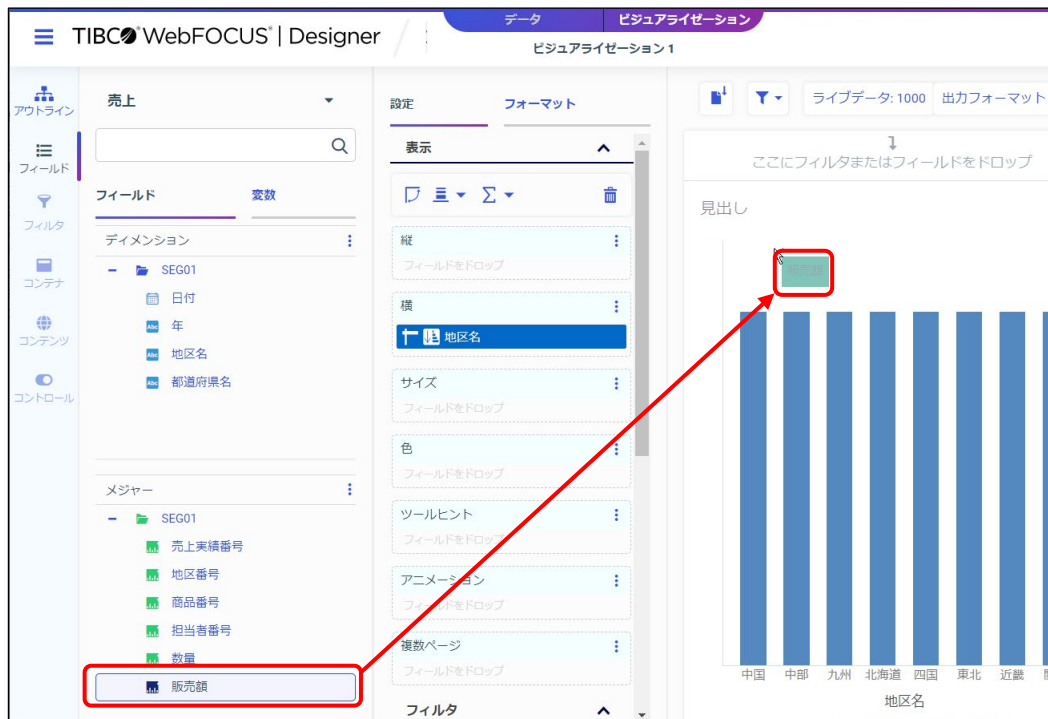 データ ビジュアライゼーション
TIBCO WebFOCUS | Designer
ビジュアライゼーション 1
アウトライン
フィールド
フィルタ
コンテナ
コンテンツ
コントロール
売上
フィールド 変数
ディメンション
SEG01
日付
Abc 年
Abc 地区名
Abc 都道府県名
メジャー
SEG01
売上実績番号
地区番号
商品番号
担当者番号
数量
販売額
設定 フォーマット
表示
縦
フィールドをドロップ
横
地区名
サイズ
フィールドをドロップ
色
フィールドをドロップ
ツールヒント
フィールドをドロップ
アニメーション
フィールドをドロップ
複数ページ
フィールドをドロップ
フィルタ
ライブデータ: 1000 出力フォーマット
ここにフィルタまたはフィールドをドロップ
見出し
販売額
中国 中部 九州 北海道 四国 東北 近畿
地区名